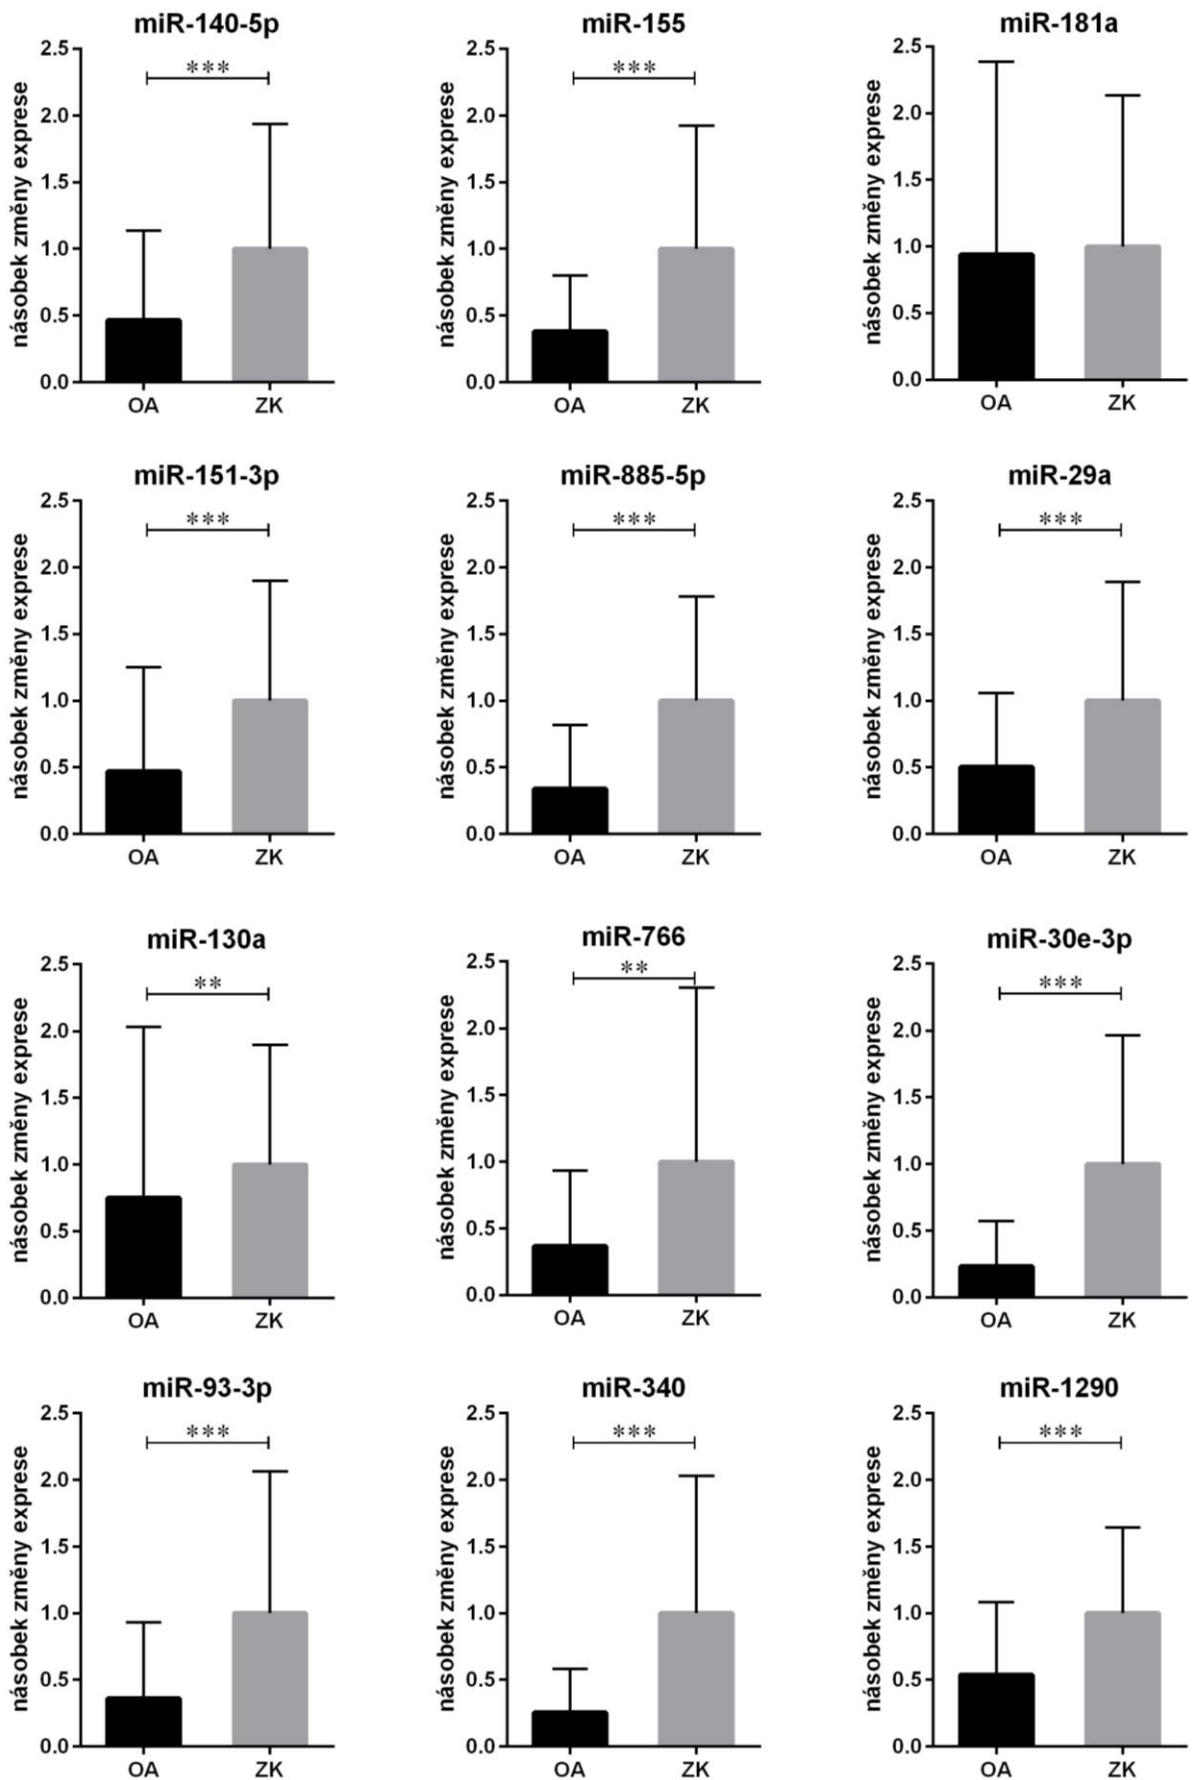 miR-140-5p
2.5
2.0
1.5
1.0
0.5
0.0
násobek změny exprese
***
OA ZK
miR-155
2.5
2.0
1.5
1.0
0.5
0.0
násobek změny exprese
***
OA ZK
miR-181a
2.5
2.0
1.5
1.0
0.5
0.0
násobek změny exprese
OA ZK
miR-151-3p
2.5
2.0
1.5
1.0
0.5
0.0
násobek změny exprese
***
OA ZK
miR-885-5p
2.5
2.0
1.5
1.0
0.5
0.0
násobek změny exprese
***
OA ZK
miR-29a
2.5
2.0
1.5
1.0
0.5
0.0
násobek změny exprese
***
OA ZK
miR-130a
2.5
2.0
1.5
1.0
0.5
0.0
násobek změny exprese
**
OA ZK
miR-766
2.5
2.0
1.5
1.0
0.5
0.0
násobek změny exprese
**
OA ZK
miR-30e-3p
2.5
2.0
1.5
1.0
0.5
0.0
násobek změny exprese
***
OA ZK
miR-93-3p
2.5
2.0
1.5
1.0
0.5
0.0
násobek změny exprese
***
OA ZK
miR-340
2.5
2.0
1.5
1.0
0.5
0.0
násobek změny exprese
***
OA ZK
miR-1290
2.5
2.0
1.5
1.0
0.5
0.0
násobek změny exprese
***
OA ZK